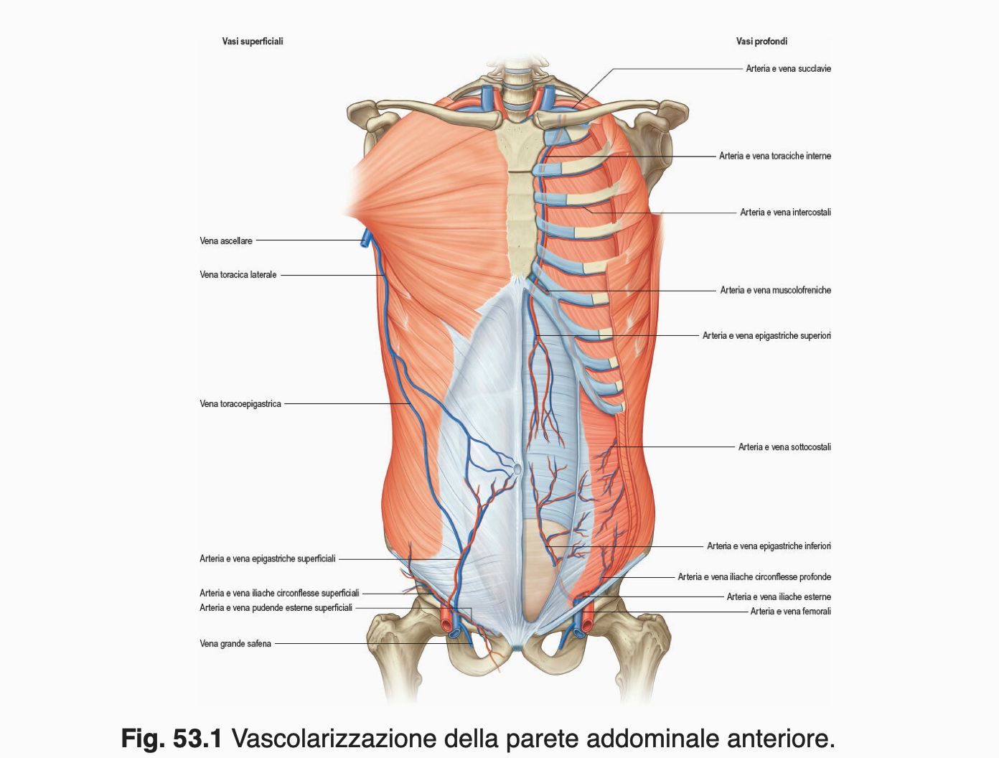 Vasi superficiali
Vasi profondi
Arteria e vena succlavie
Arteria e vena toraciche interne
Arteria e vena intercostali
Vena ascellare
Vena toracica laterale
Arteria e vena muscolofreniche
Arteria e vena epigastriche superiori
Vena toracoepigastrica
Arteria e vena sottocostali
Arteria e vena epigastriche inferiori
Arteria e vena epigastriche superficiali
Arteria e vena iliache circonflesse profonde
Arteria e vena iliache circonflesse superficiali
Arteria e vena iliache esterne
Arteria e vena pudende esterne superficiali
Arteria e vena femorali
Vena grande safena
Fig. 53.1 Vascolarizzazione della parete addominale anteriore.